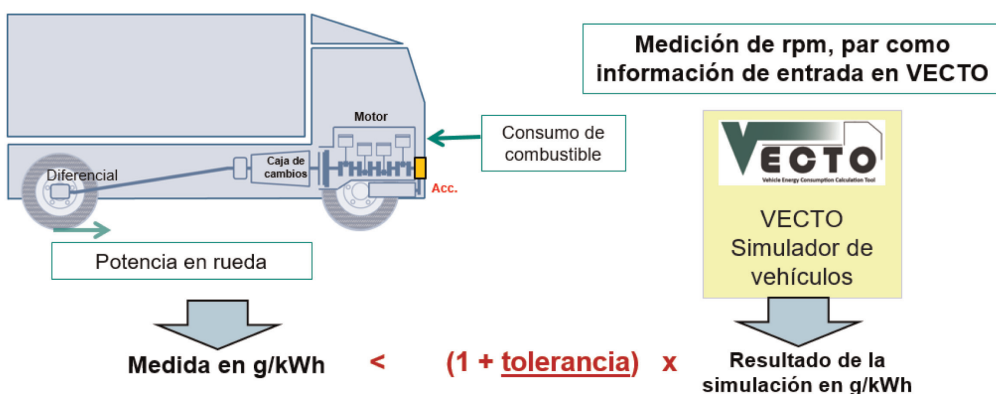 Medición de rpm, par como
información de entrada en VECTO
Motor
Consumo de
combustible
Caja de
cambios
Diferencial
Acc.
VECTO
Vehicle Energy Consumption Calculation Tool
Potencia en rueda
VECTO
Simulador de
vehículos
Medida en g/kWh < (1 + tolerancia) x Resultado de la
simulación en g/kWh